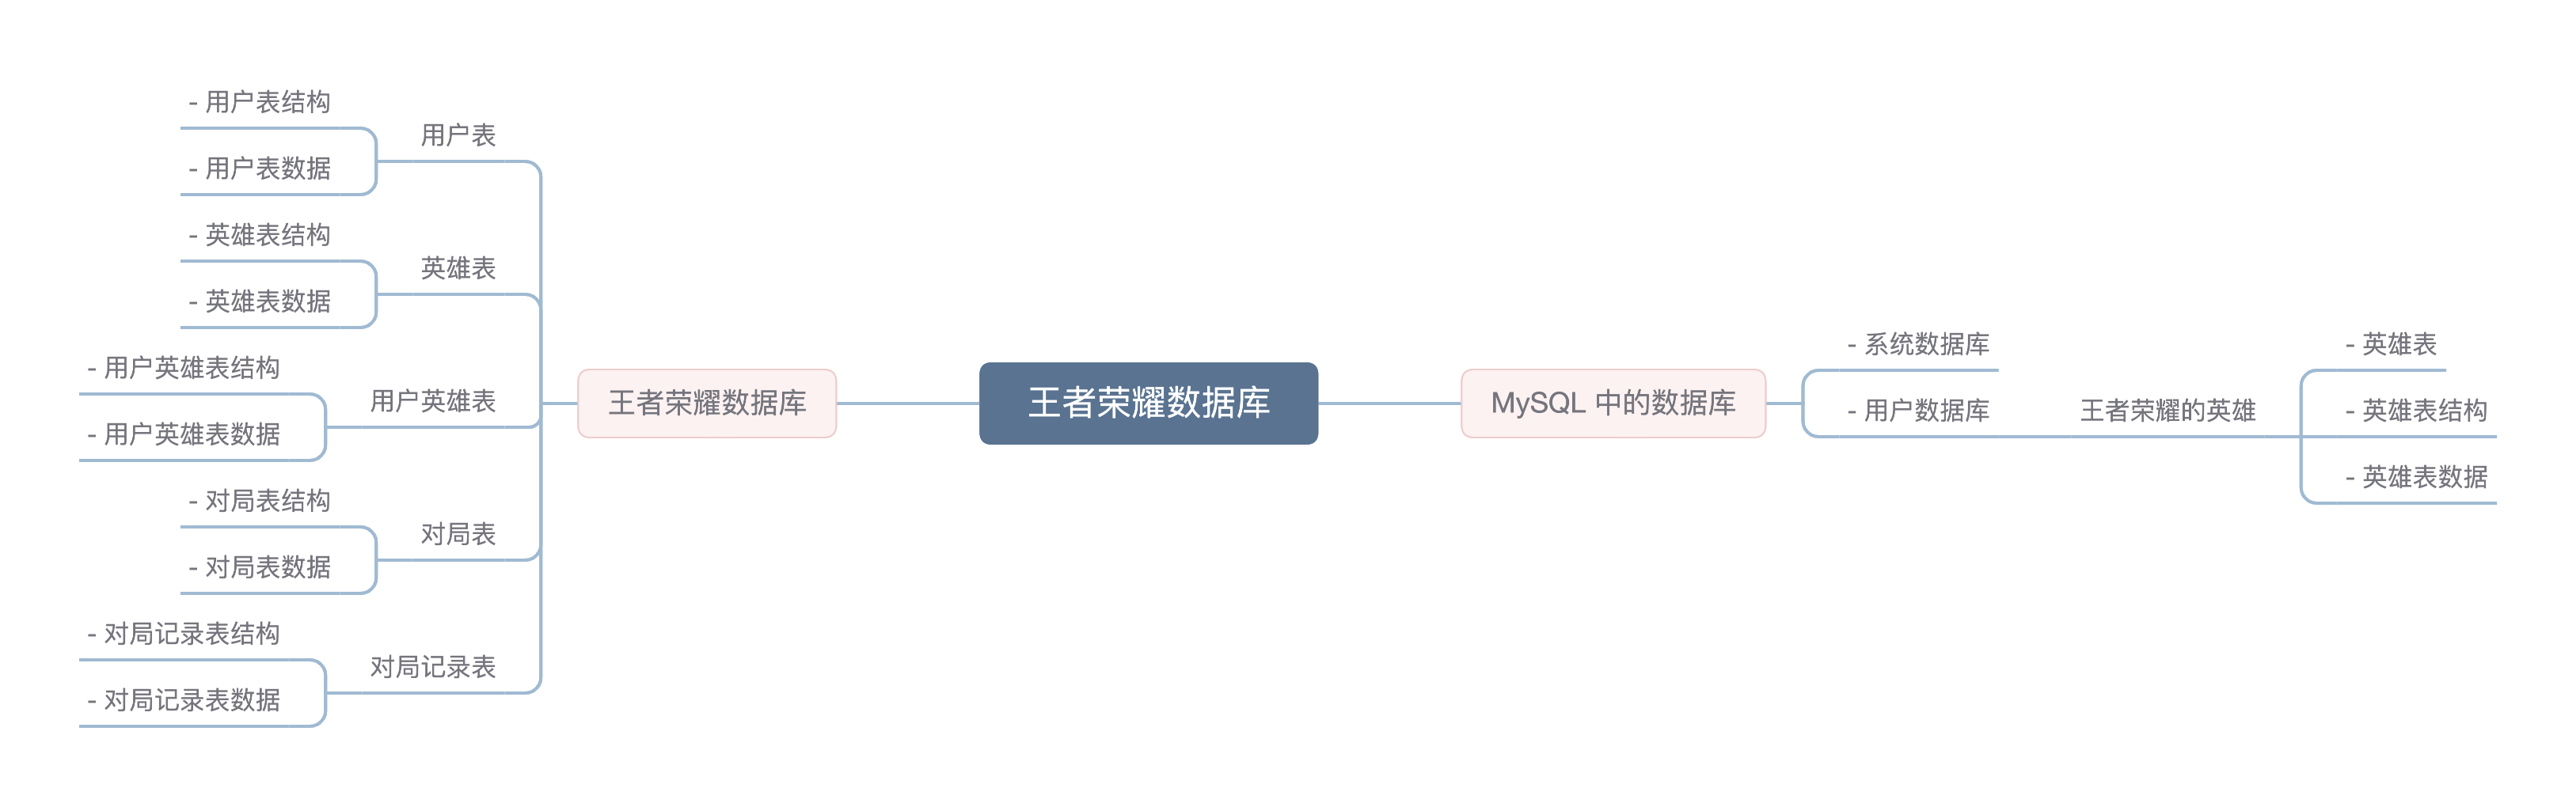 王者荣耀数据库
MySQL 中的数据库
- 系统数据库
- 用户数据库
王者荣耀的英雄
- 英雄表
- 英雄表结构
- 英雄表数据
王者荣耀数据库
用户表
- 用户表结构
- 用户表数据
英雄表
- 英雄表结构
- 英雄表数据
用户英雄表
- 用户英雄表结构
- 用户英雄表数据
对局表
- 对局表结构
- 对局表数据
对局记录表
- 对局记录表结构
- 对局记录表数据